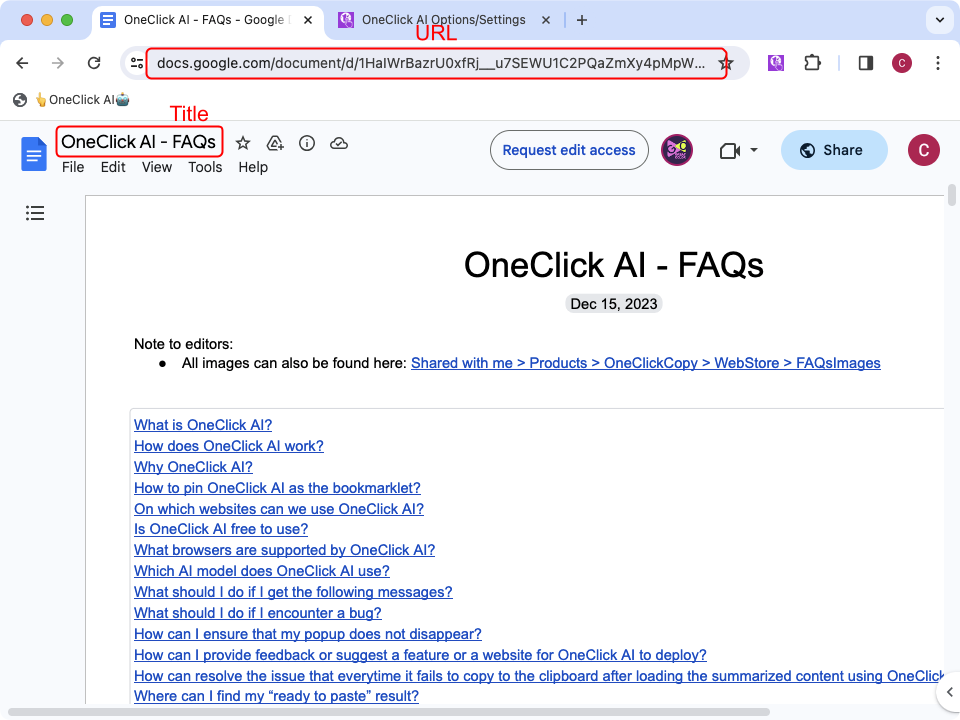 OneClick AI - FAQs - Google
OneClick AI Options/Settings
URL
docs.google.com/document/d/1HaIWrBazrU0xfRj__u7SEWU1C2PQaZmXy4pMpW...
C
👆OneClick AI🤖
Title
OneClick AI - FAQs
Request edit access
Share
C
File Edit View Tools Help
OneClick AI - FAQs
Dec 15, 2023
Note to editors:
● All images can also be found here: Shared with me > Products > OneClickCopy > WebStore > FAQsImages
What is OneClick AI?
How does OneClick AI work?
Why OneClick AI?
How to pin OneClick AI as the bookmarklet?
On which websites can we use OneClick AI?
Is OneClick AI free to use?
What browsers are supported by OneClick AI?
Which AI model does OneClick AI use?
What should I do if I get the following messages?
What should I do if I encounter a bug?
How can I ensure that my popup does not disappear?
How can I provide feedback or suggest a feature or a website for OneClick AI to deploy?
How can resolve the issue that everytime it fails to copy to the clipboard after loading the summarized content using OneClick
Where can I find my “ready to paste” result?